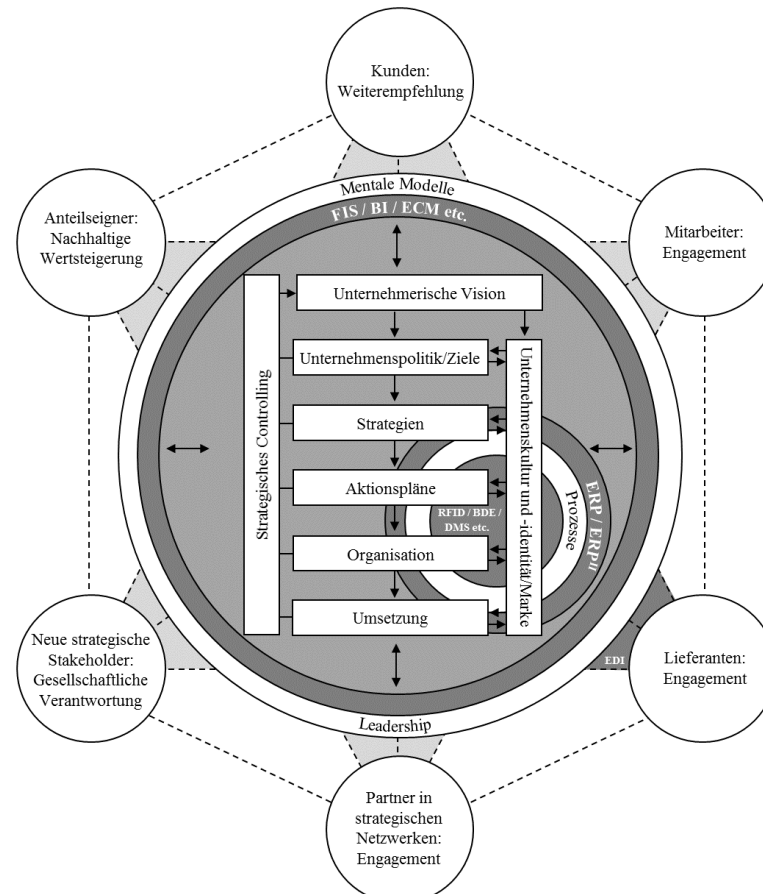 Kunden:
Weiterempfehlung
Mentale Modelle
FIS / BI / ECM etc.
Anteilseigner:
Nachhaltige
Wertsteigerung
Mitarbeiter:
Engagement
Unternehmerische Vision
Unternehmenspolitik/Ziele
Strategien
Aktionspläne
Organisation
Umsetzung
Strategisches Controlling
Unternehmenskultur und -identität/Marke
RFID / BDE /
DMS etc.
Prozesse
ERP / ERP II
EDI
Neue strategische
Stakeholder:
Gesellschaftliche
Verantwortung
Lieferanten:
Engagement
Leadership
Partner in
strategischen
Netzwerken:
Engagement